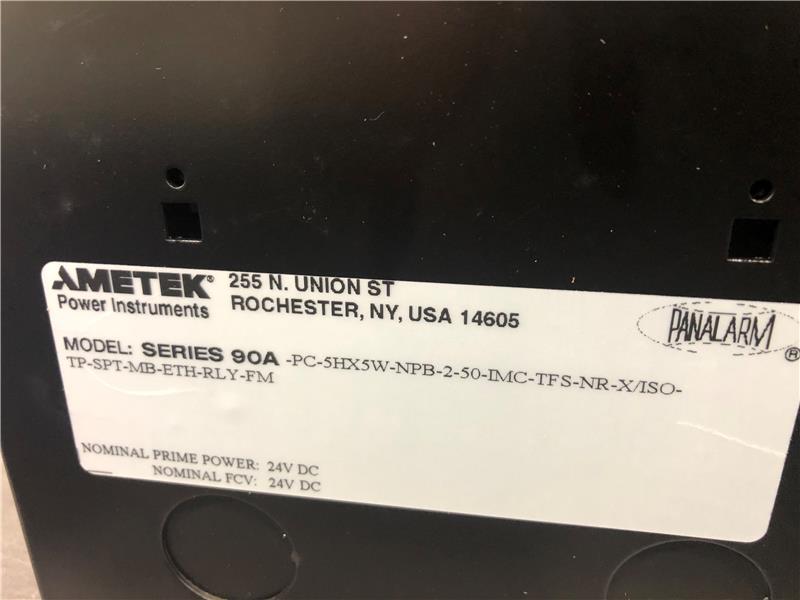 AMETEK® 255 N. UNION ST
Power Instruments ROCHESTER, NY, USA 14605
PANALARM®
MODEL: SERIES 90A -PC-5HX5W-NPB-2-50-IMC-TFS-NR-X/ISO-
TP-SPT-MB-ETH-RLY-FM
NOMINAL PRIME POWER: 24V DC
NOMINAL FCV: 24V DC